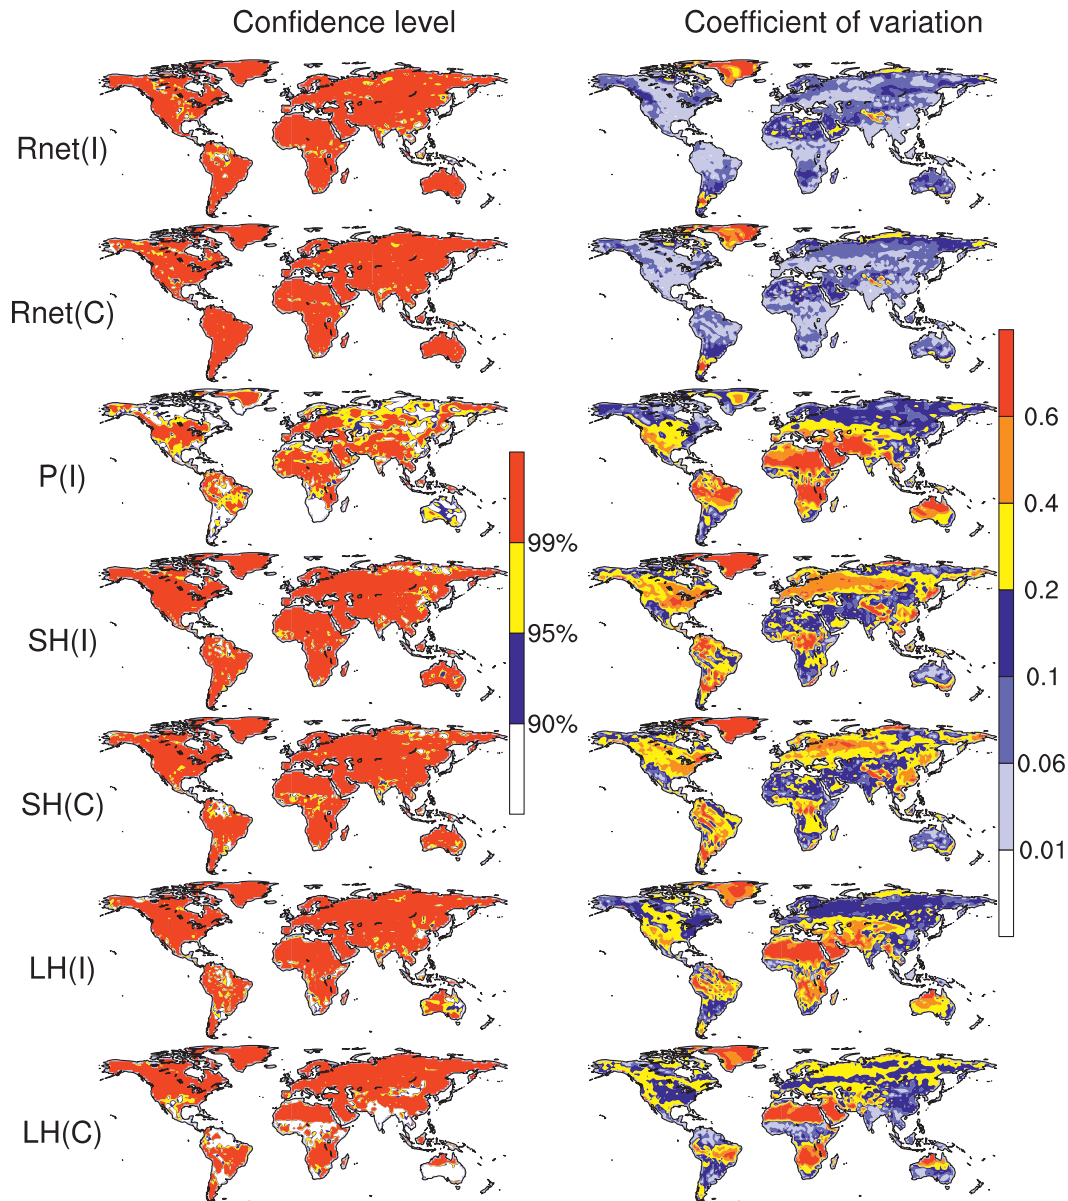 Confidence level
Coefficient of variation
Rnet(I)
Rnet(C)
P(I)
SH(I)
SH(C)
LH(I)
LH(C)
99%
95%
90%
0.6
0.4
0.2
0.1
0.06
0.01